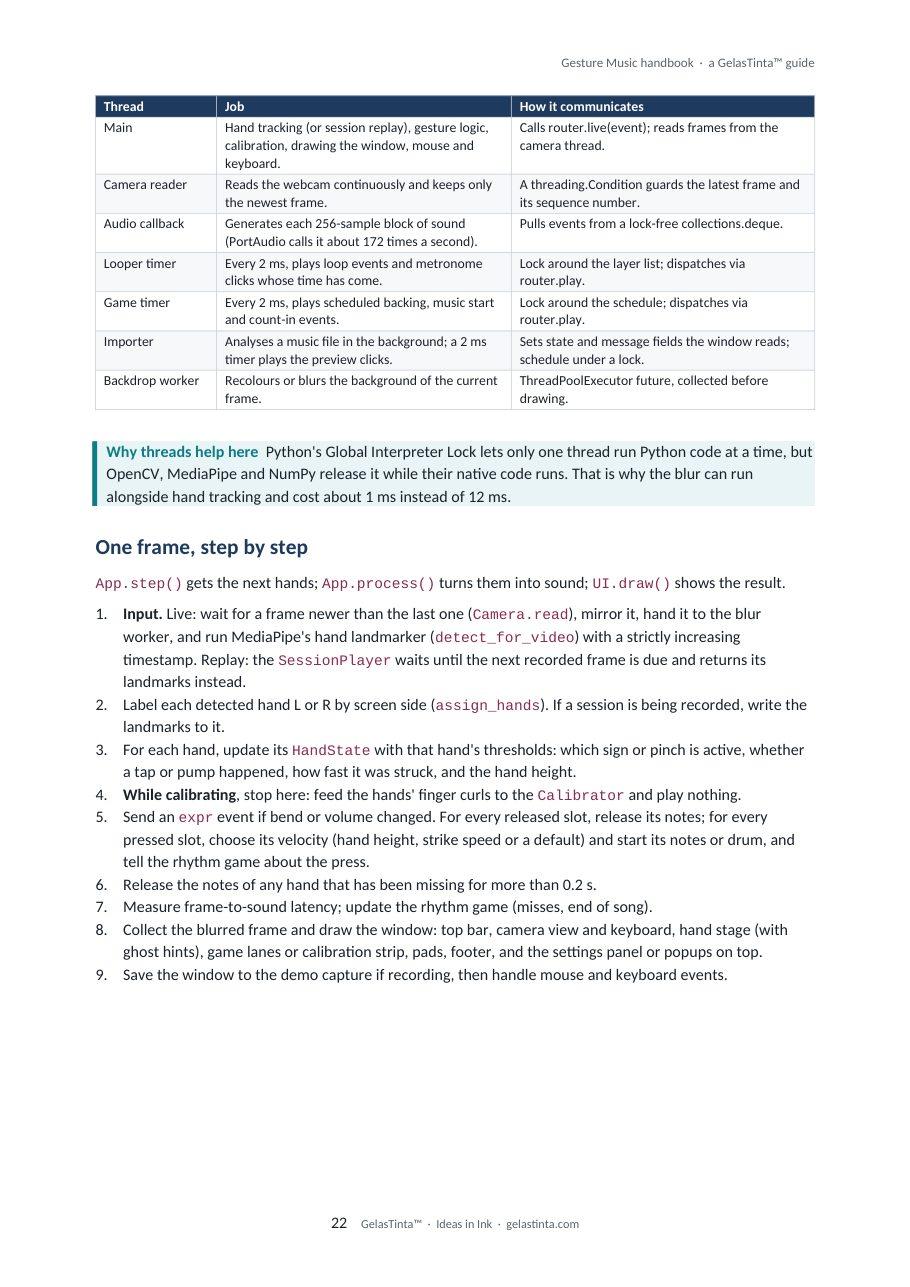 Gesture Music handbook · a GelasTinta™ guide
Thread Job How it communicates
Main Hand tracking (or session replay), gesture logic, Calls router.live(event); reads frames from the
calibration, drawing the window, mouse and camera thread.
keyboard.
Camera reader Reads the webcam continuously and keeps only A threading.Condition guards the latest frame and
the newest frame. its sequence number.
Audio callback Generates each 256-sample block of sound Pulls events from a lock-free collections.deque.
(PortAudio calls it about 172 times a second).
Looper timer Every 2 ms, plays loop events and metronome Lock around the layer list; dispatches via
clicks whose time has come. router.play.
Game timer Every 2 ms, plays scheduled backing, music start Lock around the schedule; dispatches via
and count-in events. router.play.
Importer Analyses a music file in the background; a 2 ms Sets state and message fields the window reads;
timer plays the preview clicks. schedule under a lock.
Backdrop worker Recolours or blurs the background of the current ThreadPoolExecutor future, collected before
frame. drawing.
Why threads help here Python's Global Interpreter Lock lets only one thread run Python code at a time, but
OpenCV, MediaPipe and NumPy release it while their native code runs. That is why the blur can run
alongside hand tracking and cost about 1 ms instead of 12 ms.
One frame, step by step
App.step() gets the next hands; App.process() turns them into sound; UI.draw() shows the result.
1. Input. Live: wait for a frame newer than the last one (Camera.read), mirror it, hand it to the blur
worker, and run MediaPipe's hand landmarker (detect_for_video) with a strictly increasing
timestamp. Replay: the SessionPlayer waits until the next recorded frame is due and returns its
landmarks instead.
2. Label each detected hand L or R by screen side (assign_hands). If a session is being recorded, write the
landmarks to it.
3. For each hand, update its HandState with that hand's thresholds: which sign or pinch is active, whether
a tap or pump happened, how fast it was struck, and the hand height.
4. While calibrating, stop here: feed the hands' finger curls to the Calibrator and play nothing.
5. Send an expr event if bend or volume changed. For every released slot, release its notes; for every
pressed slot, choose its velocity (hand height, strike speed or a default) and start its notes or drum, and
tell the rhythm game about the press.
6. Release the notes of any hand that has been missing for more than 0.2 s.
7. Measure frame-to-sound latency; update the rhythm game (misses, end of song).
8. Collect the blurred frame and draw the window: top bar, camera view and keyboard, hand stage (with
ghost hints), game lanes or calibration strip, pads, footer, and the settings panel or popups on top.
9. Save the window to the demo capture if recording, then handle mouse and keyboard events.
22 GelasTinta™ · Ideas in Ink · gelastinta.com